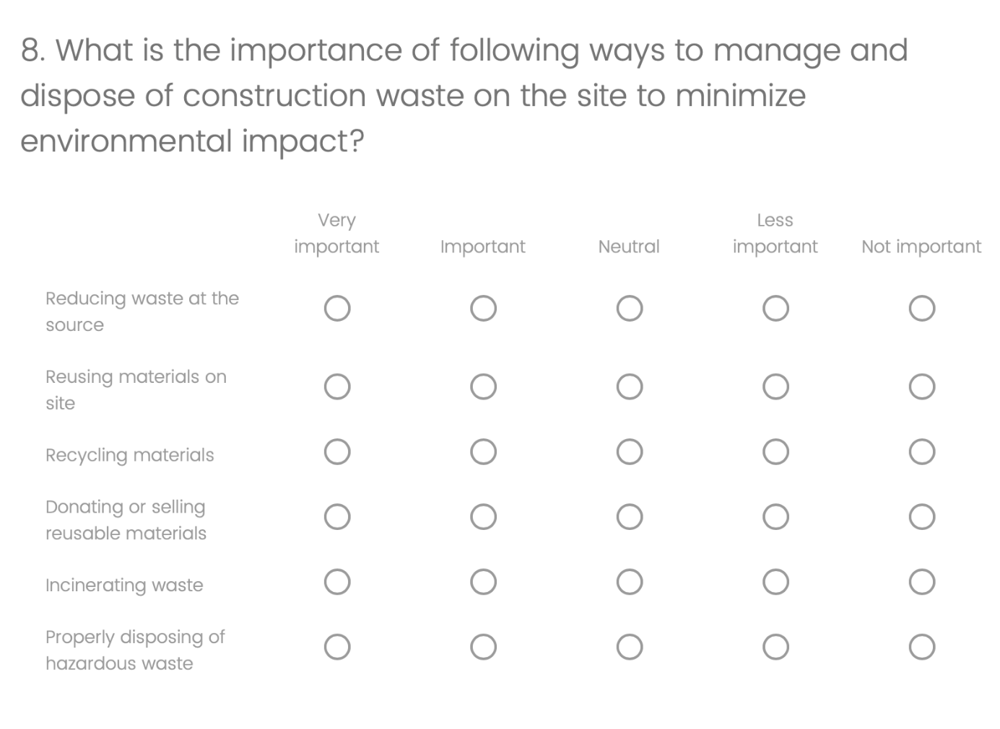 8. What is the importance of following ways to manage and
dispose of construction waste on the site to minimize
environmental impact?
Very
important
Important
Neutral
Less
important
Not important
Reducing waste at the
source
Reusing materials on
site
Recycling materials
Donating or selling
reusable materials
Incinerating waste
Properly disposing of
hazardous waste